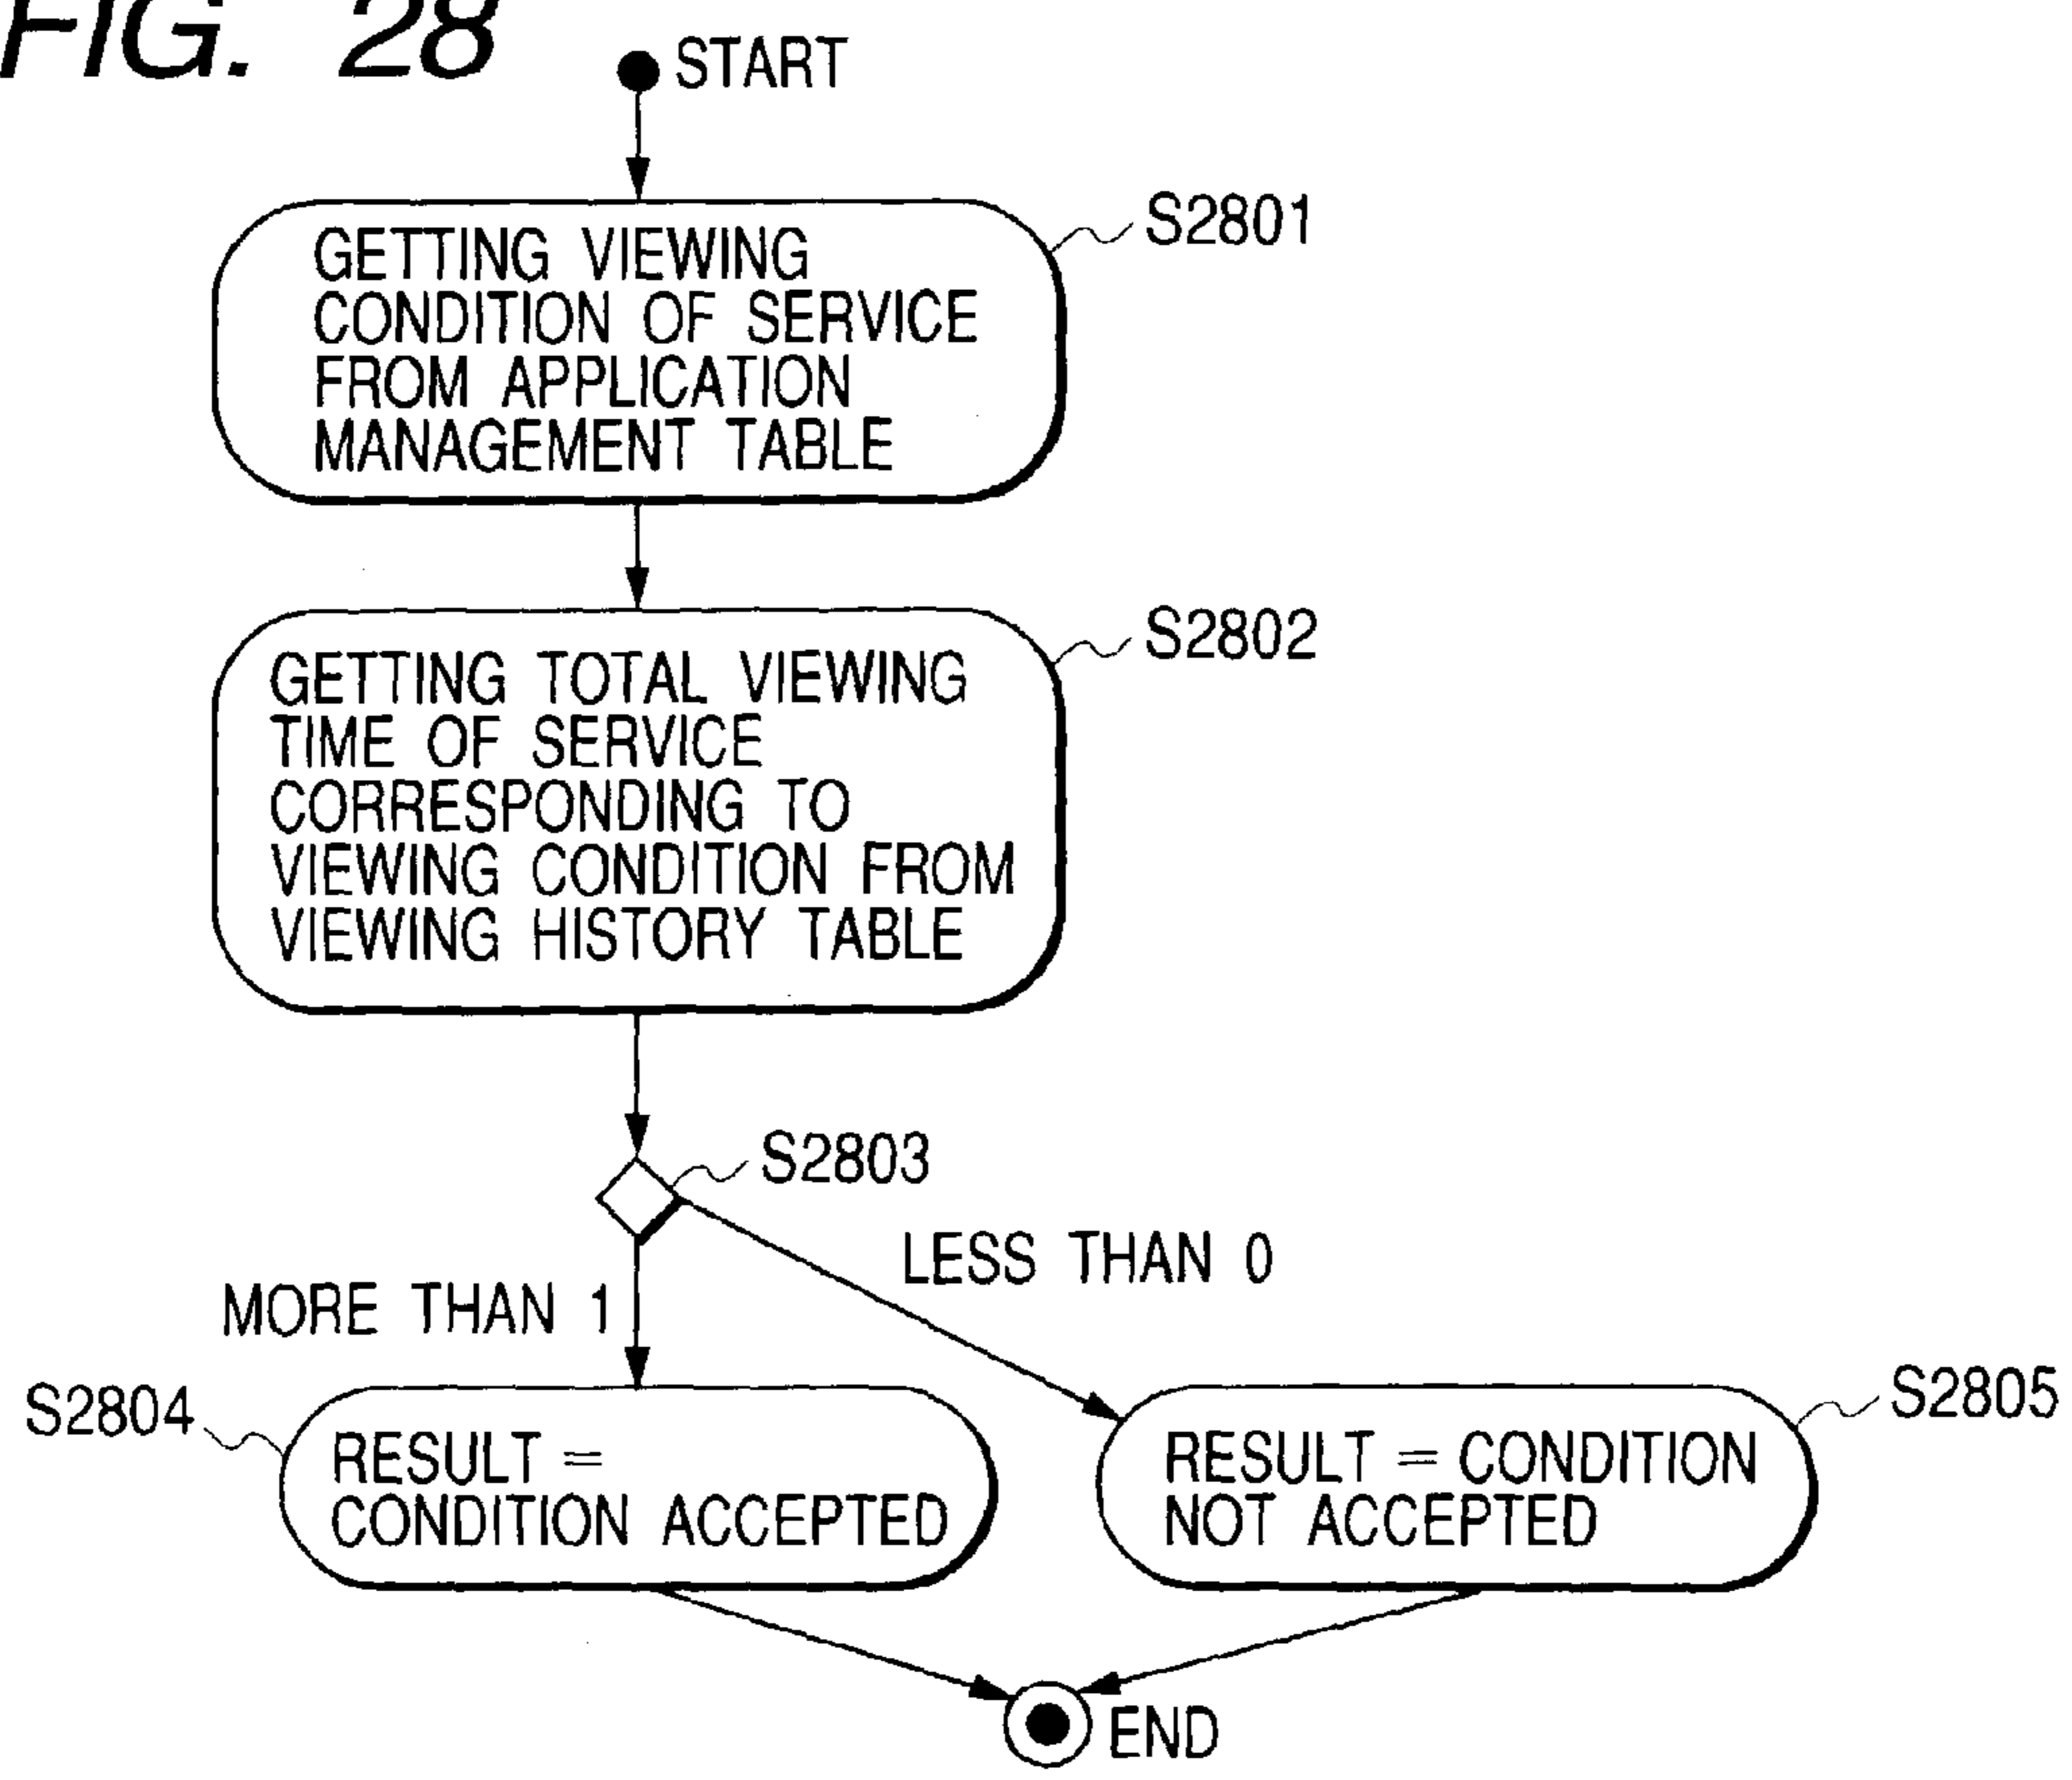 FIG. 28
START
S2801
GETTING VIEWING
CONDITION OF SERVICE
FROM APPLICATION
MANAGEMENT TABLE
S2802
GETTING TOTAL VIEWING
TIME OF SERVICE
CORRESPONDING TO
VIEWING CONDITION FROM
VIEWING HISTORY TABLE
S2803
LESS THAN 0
MORE THAN 1
S2804
RESULT =
CONDITION ACCEPTED
S2805
RESULT = CONDITION
NOT ACCEPTED
END